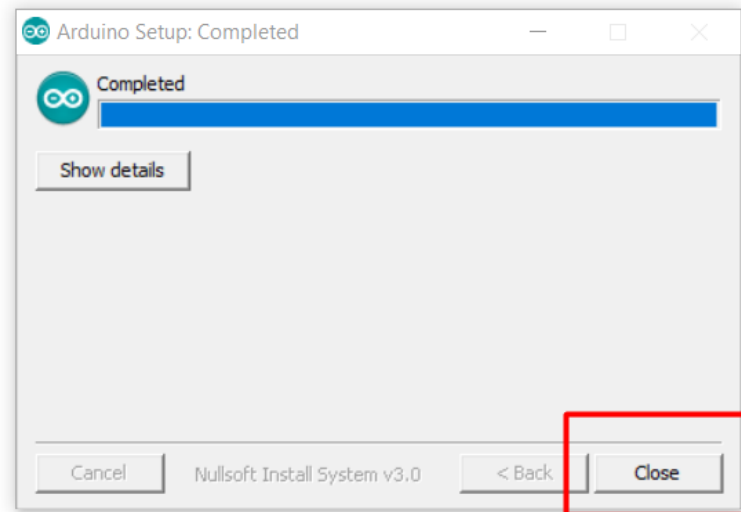 Arduino Setup: Completed
Completed
Show details
Cancel
Nullsoft Install System v3.0
< Back
Close